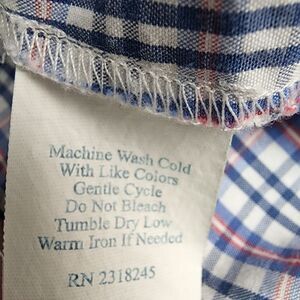 Machine Wash Cold
With Like Colors
Gentle Cycle
Do Not Bleach
Tumble Dry Low
Warm Iron If Needed
RN 2318245